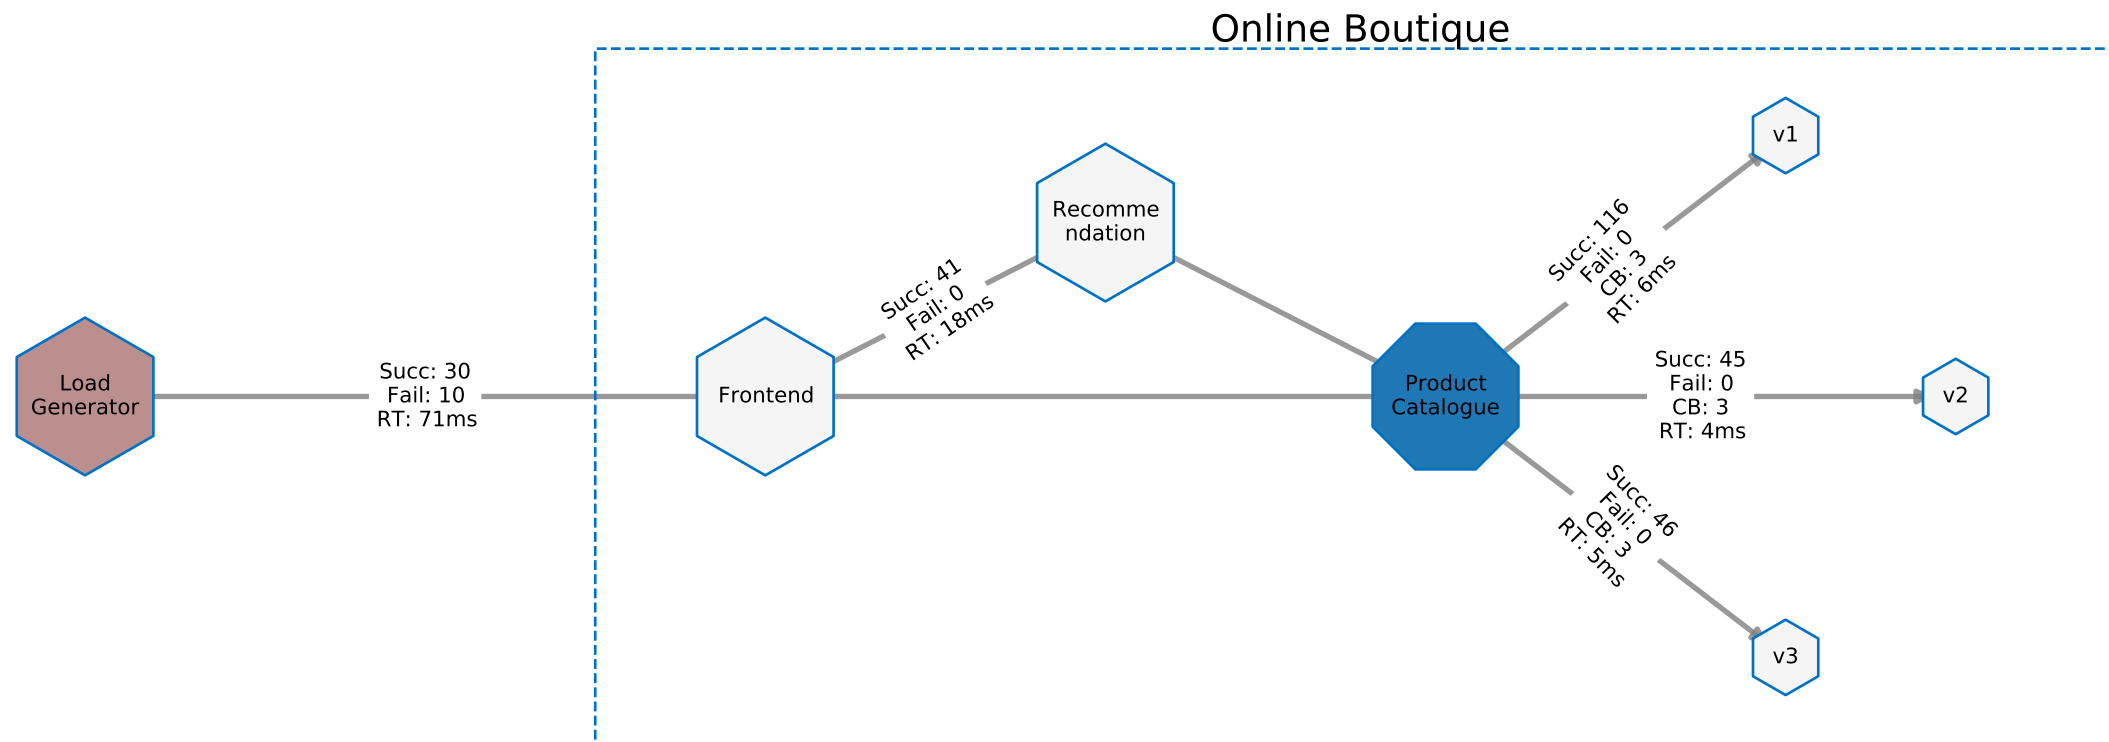 Online Boutique
Load
Generator
Succ: 30
Fail: 10
RT: 71ms
Frontend
Succ: 41
Fail: 0
RT: 18ms
Recomme
ndation
Product
Catalogue
Succ: 116
Fail: 0
CB: 3
RT: 6ms
v1
Succ: 45
Fail: 0
CB: 3
RT: 4ms
v2
Succ: 46
Fail: 0
CB: 3
RT: 5ms
v3